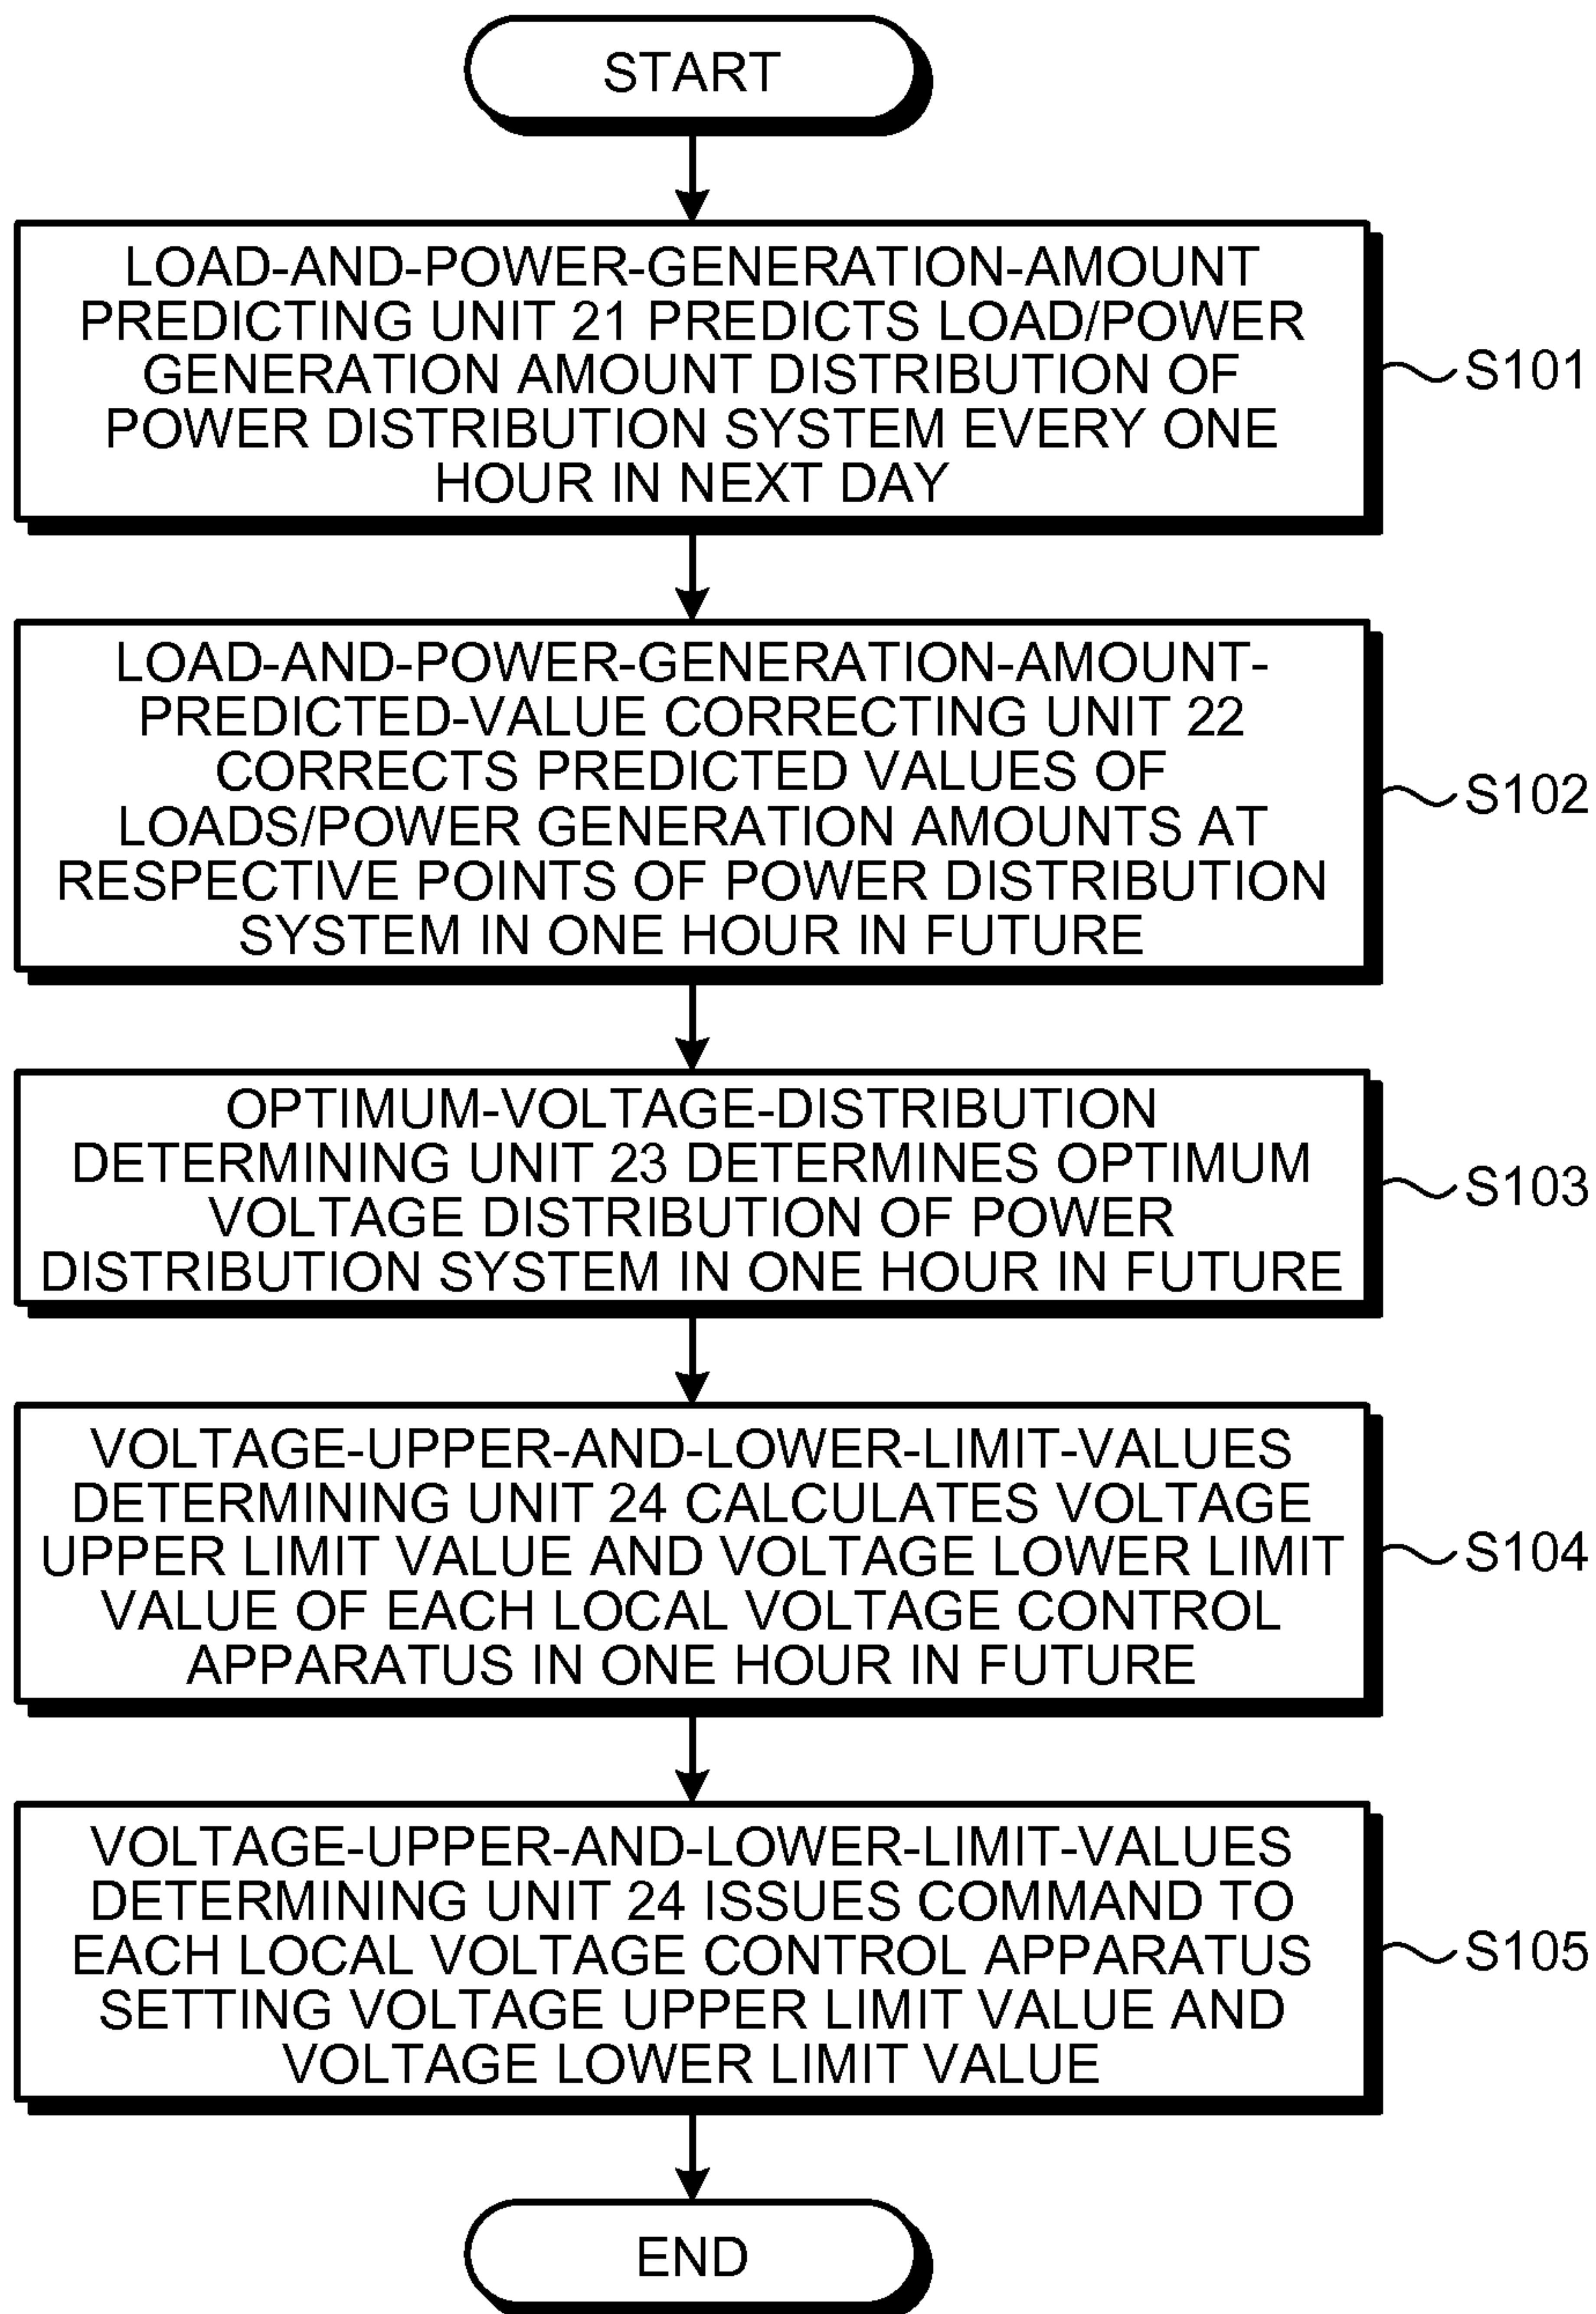 START
LOAD-AND-POWER-GENERATION-AMOUNT
PREDICTING UNIT 21 PREDICTS LOAD/POWER
GENERATION AMOUNT DISTRIBUTION OF
POWER DISTRIBUTION SYSTEM EVERY ONE
HOUR IN NEXT DAY
S101
LOAD-AND-POWER-GENERATION-AMOUNT-
PREDICTED-VALUE CORRECTING UNIT 22
CORRECTS PREDICTED VALUES OF
LOADS/POWER GENERATION AMOUNTS AT
RESPECTIVE POINTS OF POWER DISTRIBUTION
SYSTEM IN ONE HOUR IN FUTURE
S102
OPTIMUM-VOLTAGE-DISTRIBUTION
DETERMINING UNIT 23 DETERMINES OPTIMUM
VOLTAGE DISTRIBUTION OF POWER
DISTRIBUTION SYSTEM IN ONE HOUR IN FUTURE
S103
VOLTAGE-UPPER-AND-LOWER-LIMIT-VALUES
DETERMINING UNIT 24 CALCULATES VOLTAGE
UPPER LIMIT VALUE AND VOLTAGE LOWER LIMIT
VALUE OF EACH LOCAL VOLTAGE CONTROL
APPARATUS IN ONE HOUR IN FUTURE
S104
VOLTAGE-UPPER-AND-LOWER-LIMIT-VALUES
DETERMINING UNIT 24 ISSUES COMMAND TO
EACH LOCAL VOLTAGE CONTROL APPARATUS
SETTING VOLTAGE UPPER LIMIT VALUE AND
VOLTAGE LOWER LIMIT VALUE
S105
END